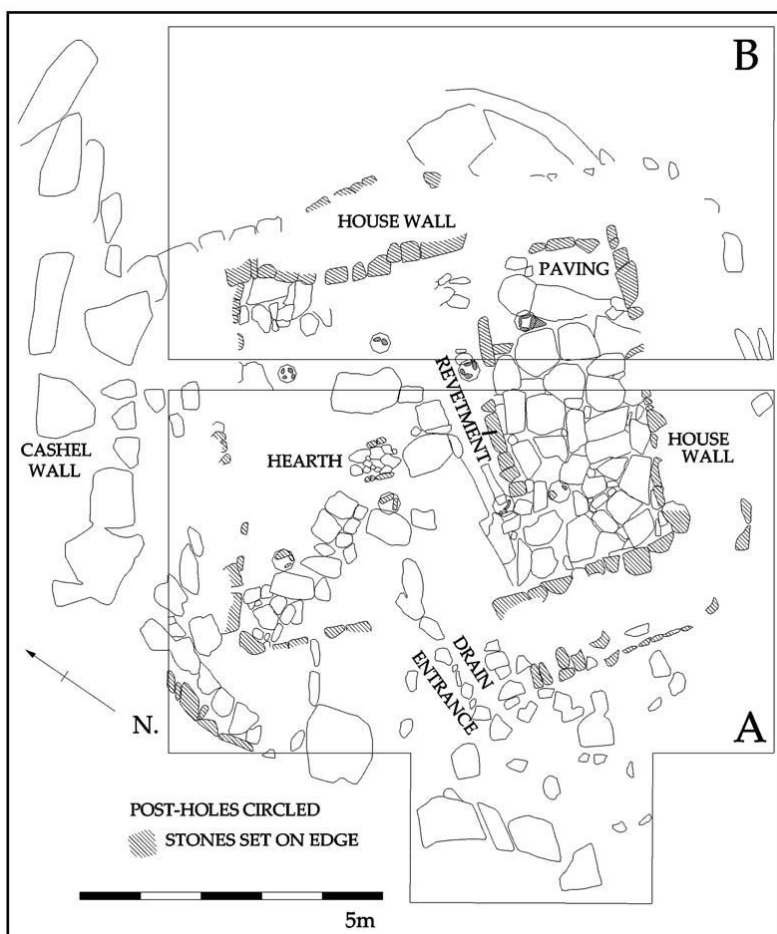 B
HOUSE WALL
PAVING
REVETMENT
CASHEL
WALL
HEARTH
HOUSE
WALL
DRAIN
ENTRANCE
N.
A
POST-HOLES CIRCLED
STONES SET ON EDGE
5m